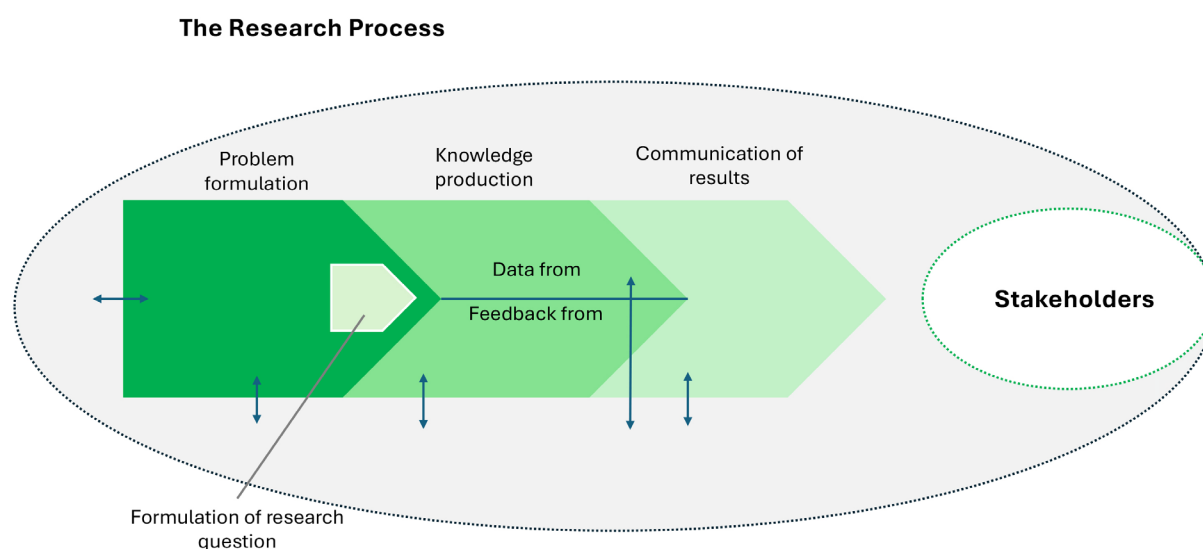 The Research Process
Problem
formulation
Knowledge
production
Communication of
results
Data from
Feedback from
Stakeholders
Formulation of research
question